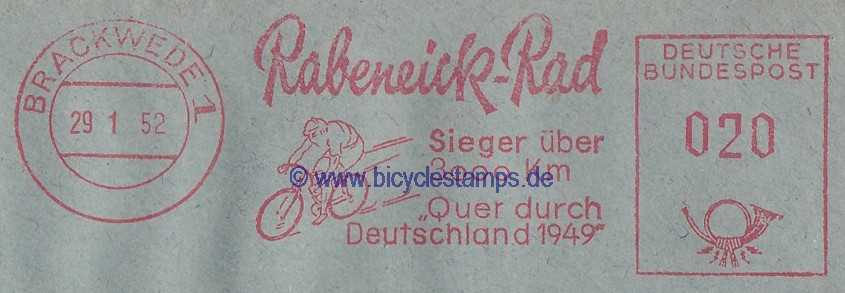 BRACKWEDE 1
29 1 52
Rabeneick-Rad
Sieger über
3000 Km
„Quer durch
Deutschland 1949"
DEUTSCHE
BUNDESPOST
020
© www.bicyclestamps.de